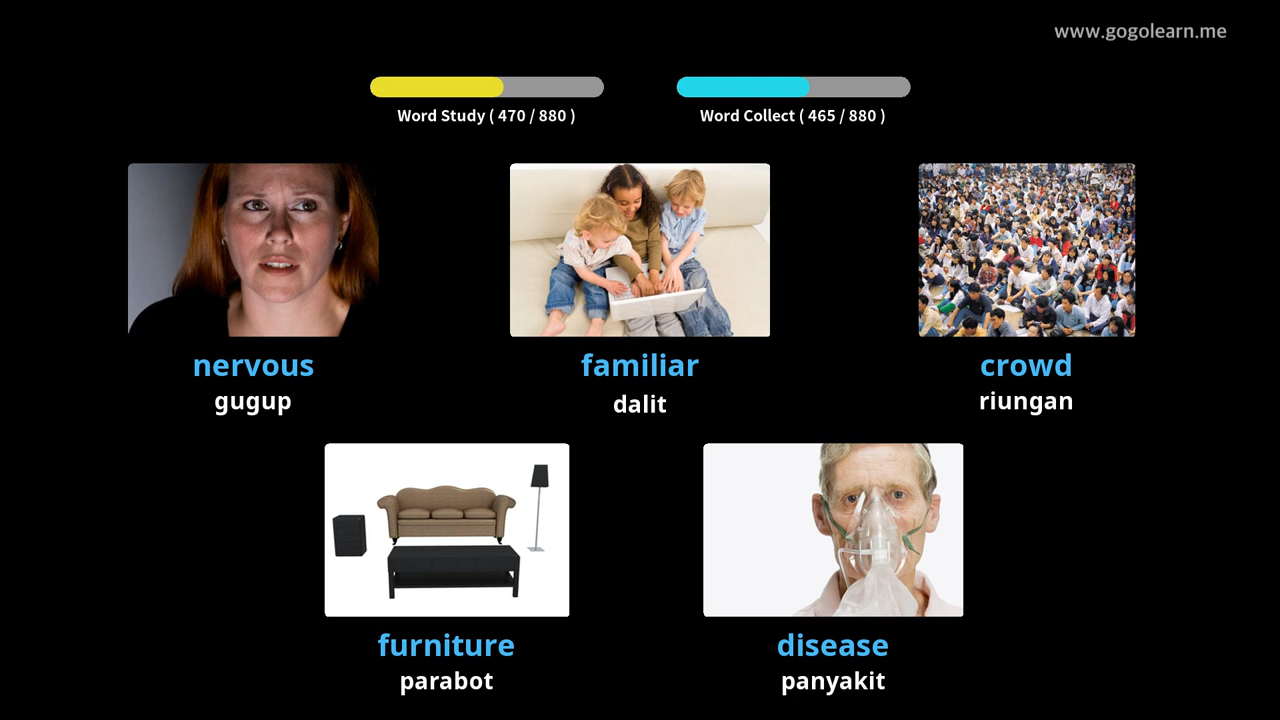 www.gogolearn.me
Word Study ( 470 / 880 )
Word Collect ( 465 / 880 )
nervous
gugup
familiar
dalit
crowd
riungan
furniture
parabot
disease
panyakit